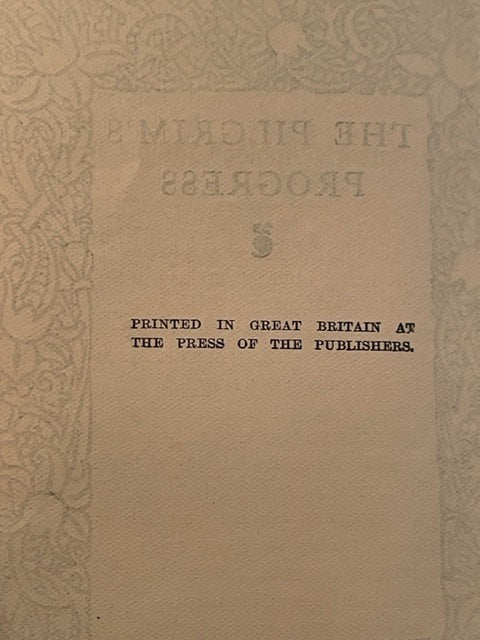 THE PILGRIM'S
PROGRESS
PRINTED IN GREAT BRITAIN AT
THE PRESS OF THE PUBLISHERS.